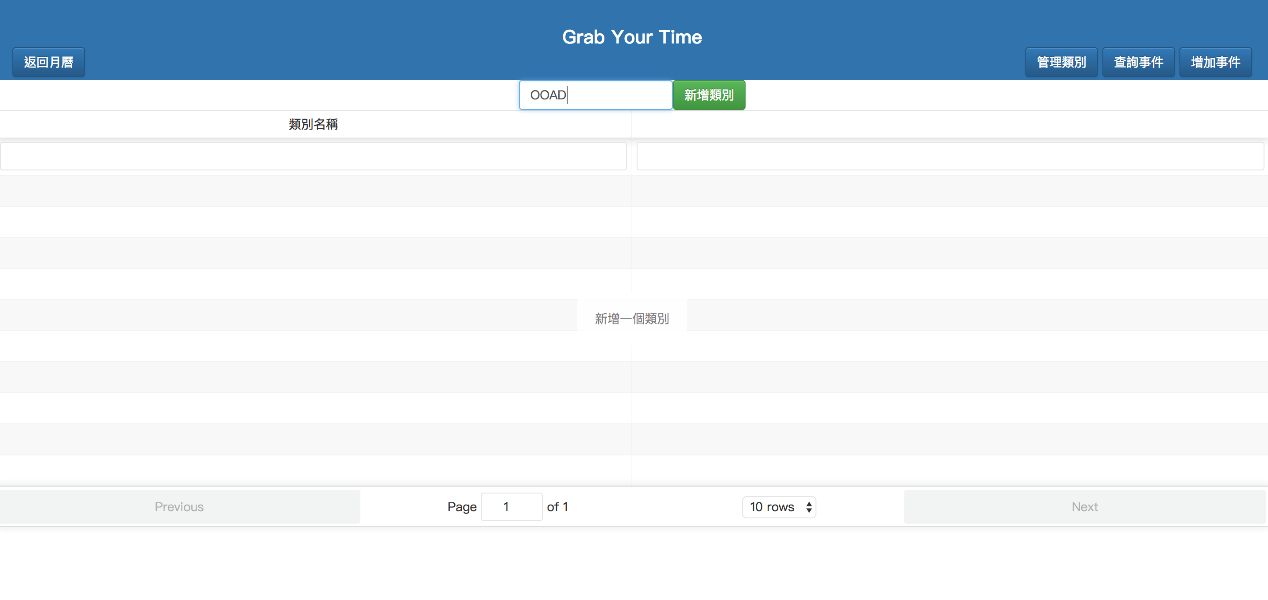 Grab Your Time
返回月曆
管理類別 查詢事件 增加事件
OOAD 新增類別
類別名稱
新增一個類別
Previous Page 1 of 1 10 rows Next